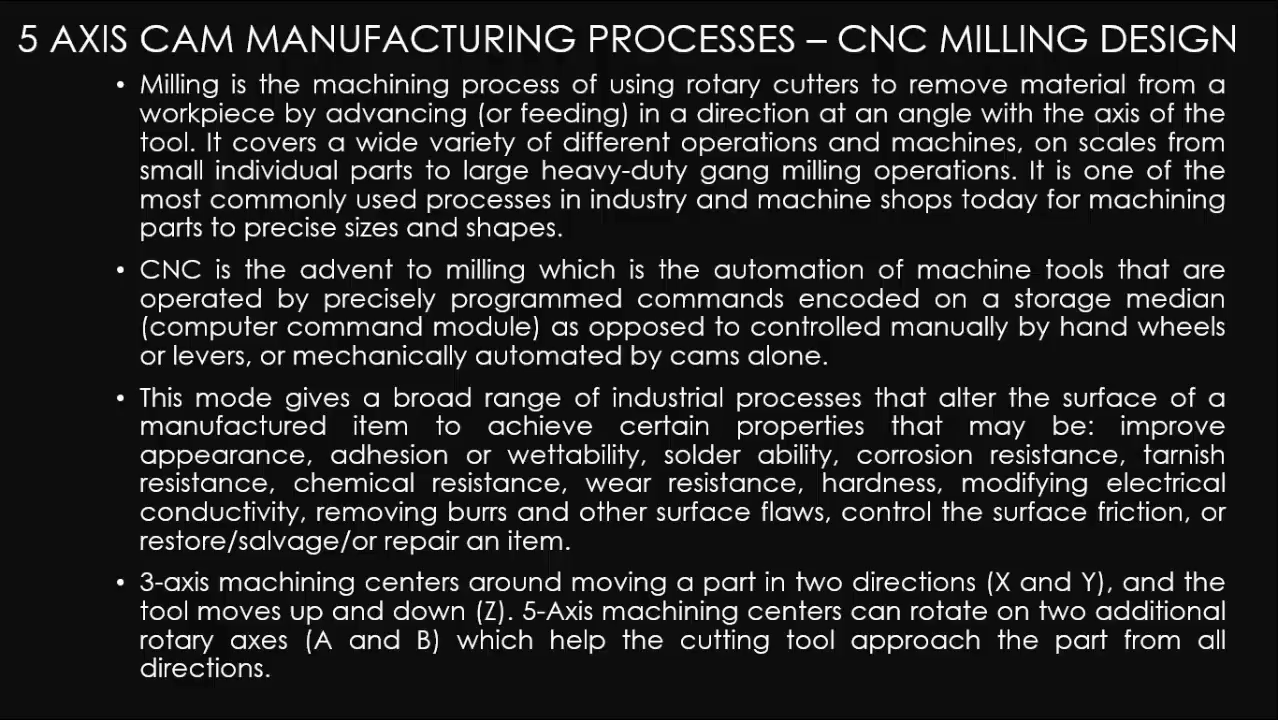 5 AXIS CAM MANUFACTURING PROCESSES – CNC MILLING DESIGN
• Milling is the machining process of using rotary cutters to remove material from a
workpiece by advancing (or feeding) in a direction at an angle with the axis of the
tool. It covers a wide variety of different operations and machines, on scales from
small individual parts to large heavy-duty gang milling operations. It is one of the
most commonly used processes in industry and machine shops today for machining
parts to precise sizes and shapes.
• CNC is the advent to milling which is the automation of machine tools that are
operated by precisely programmed commands encoded on a storage median
(computer command module) as opposed to controlled manually by hand wheels
or levers, or mechanically automated by cams alone.
• This mode gives a broad range of industrial processes that alter the surface of a
manufactured item to achieve certain properties that may be: improve
appearance, adhesion or wettability, solder ability, corrosion resistance, tarnish
resistance, chemical resistance, wear resistance, hardness, modifying electrical
conductivity, removing burrs and other surface flaws, control the surface friction, or
restore/salvage/or repair an item.
• 3-axis machining centers around moving a part in two directions (X and Y), and the
tool moves up and down (Z). 5-Axis machining centers can rotate on two additional
rotary axes (A and B) which help the cutting tool approach the part from all
directions.